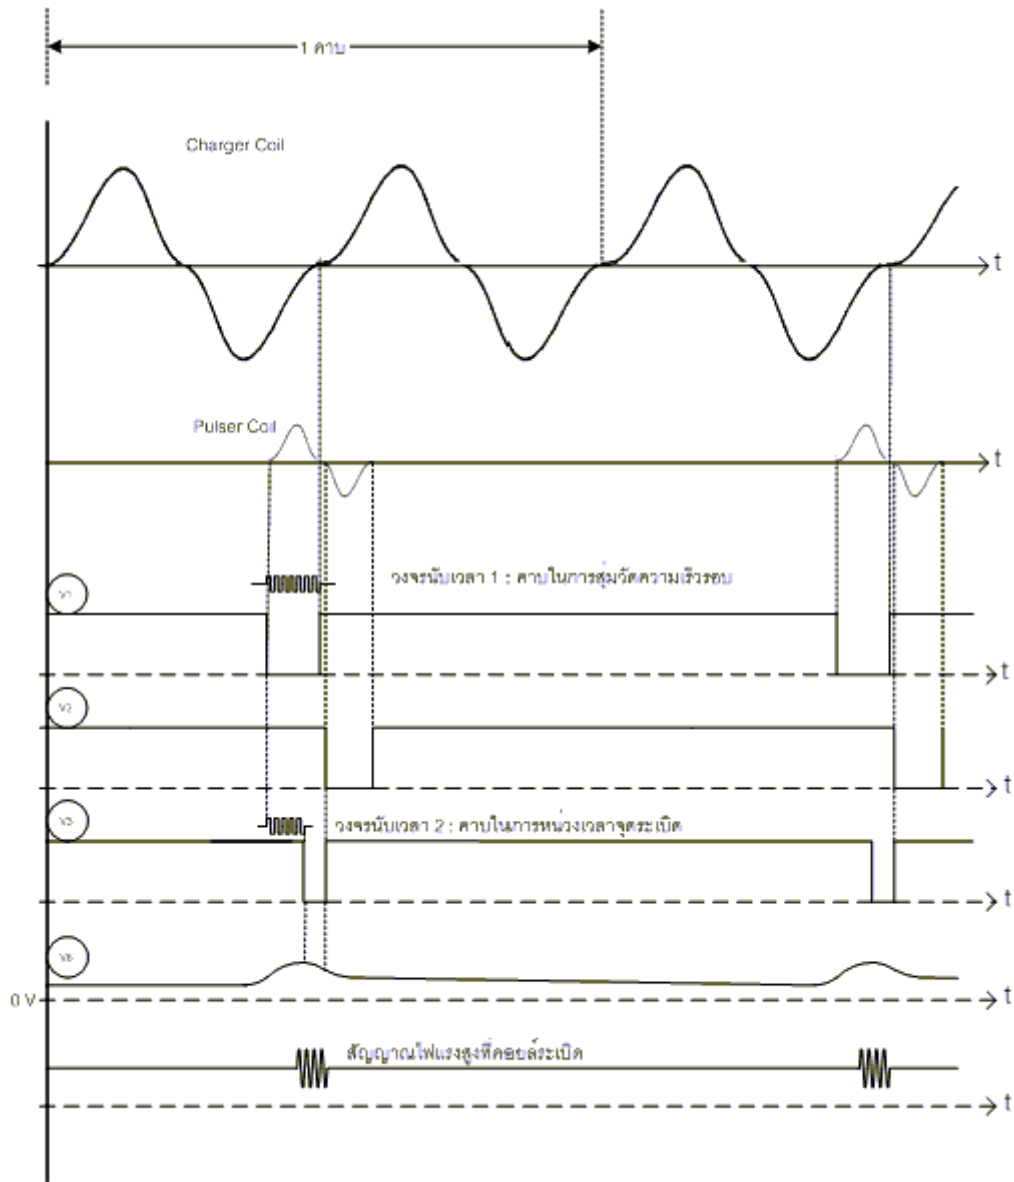 1 คาบ
Charger Coil
t
Pulser Coil
t
วงจรนับเวลา 1 : คาบในการสุ่มวัดความเร็วรอบ
V1
t
V2
t
V3
วงจรนับเวลา 2 : คาบในการหน่วงเวลาจุดระเบิด
t
0 V
t
สัญญาณไฟแรงสูงที่คอยล์ระเบิด
t